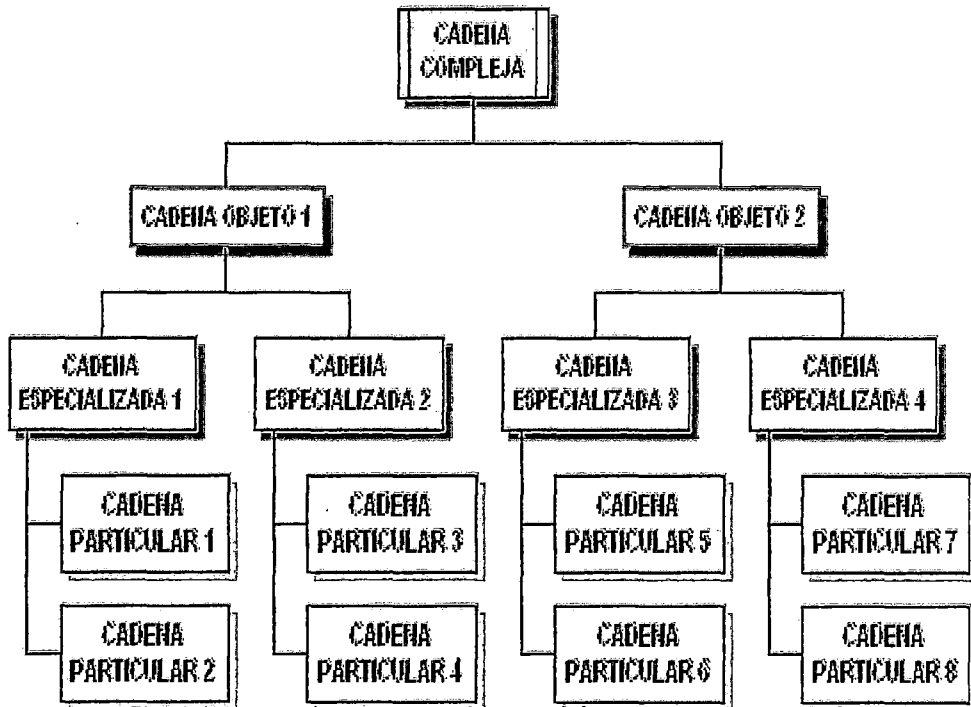 CADENA
COMPLEJA
CADENA OBJETO 1
CADENA OBJETO 2
CADENA
ESPECIALIZADA 1
CADENA
ESPECIALIZADA 2
CADENA
ESPECIALIZADA 3
CADENA
ESPECIALIZADA 4
CADENA
PARTICULAR 1
CADENA
PARTICULAR 3
CADENA
PARTICULAR 5
CADENA
PARTICULAR 7
CADENA
PARTICULAR 2
CADENA
PARTICULAR 4
CADENA
PARTICULAR 6
CADENA
PARTICULAR 8